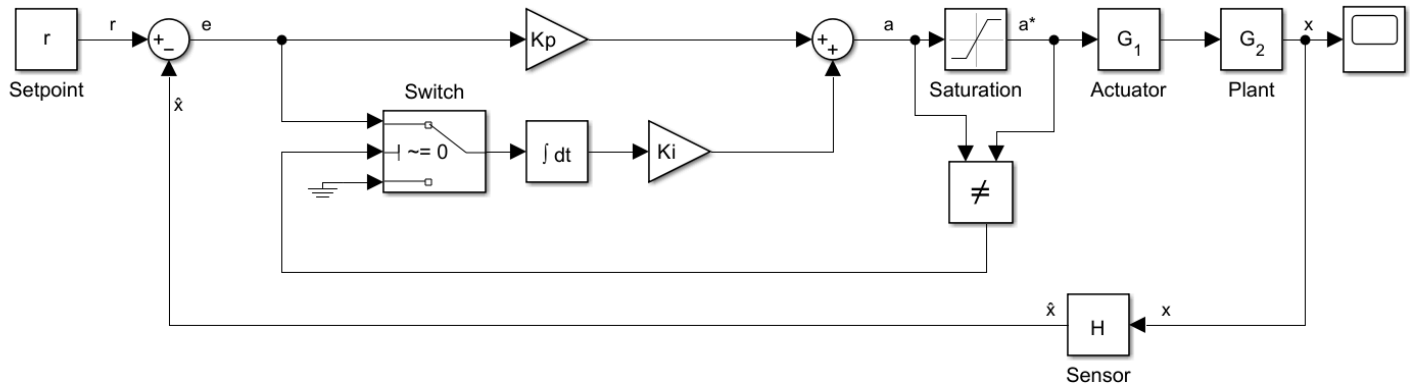 r
Setpoint
r
+
−
e
x̂
Kp
Switch
~= 0
∫ dt
Ki
+
+
a
Saturation
a*
G₁
Actuator
G₂
Plant
x
≠
x̂
H
Sensor
x